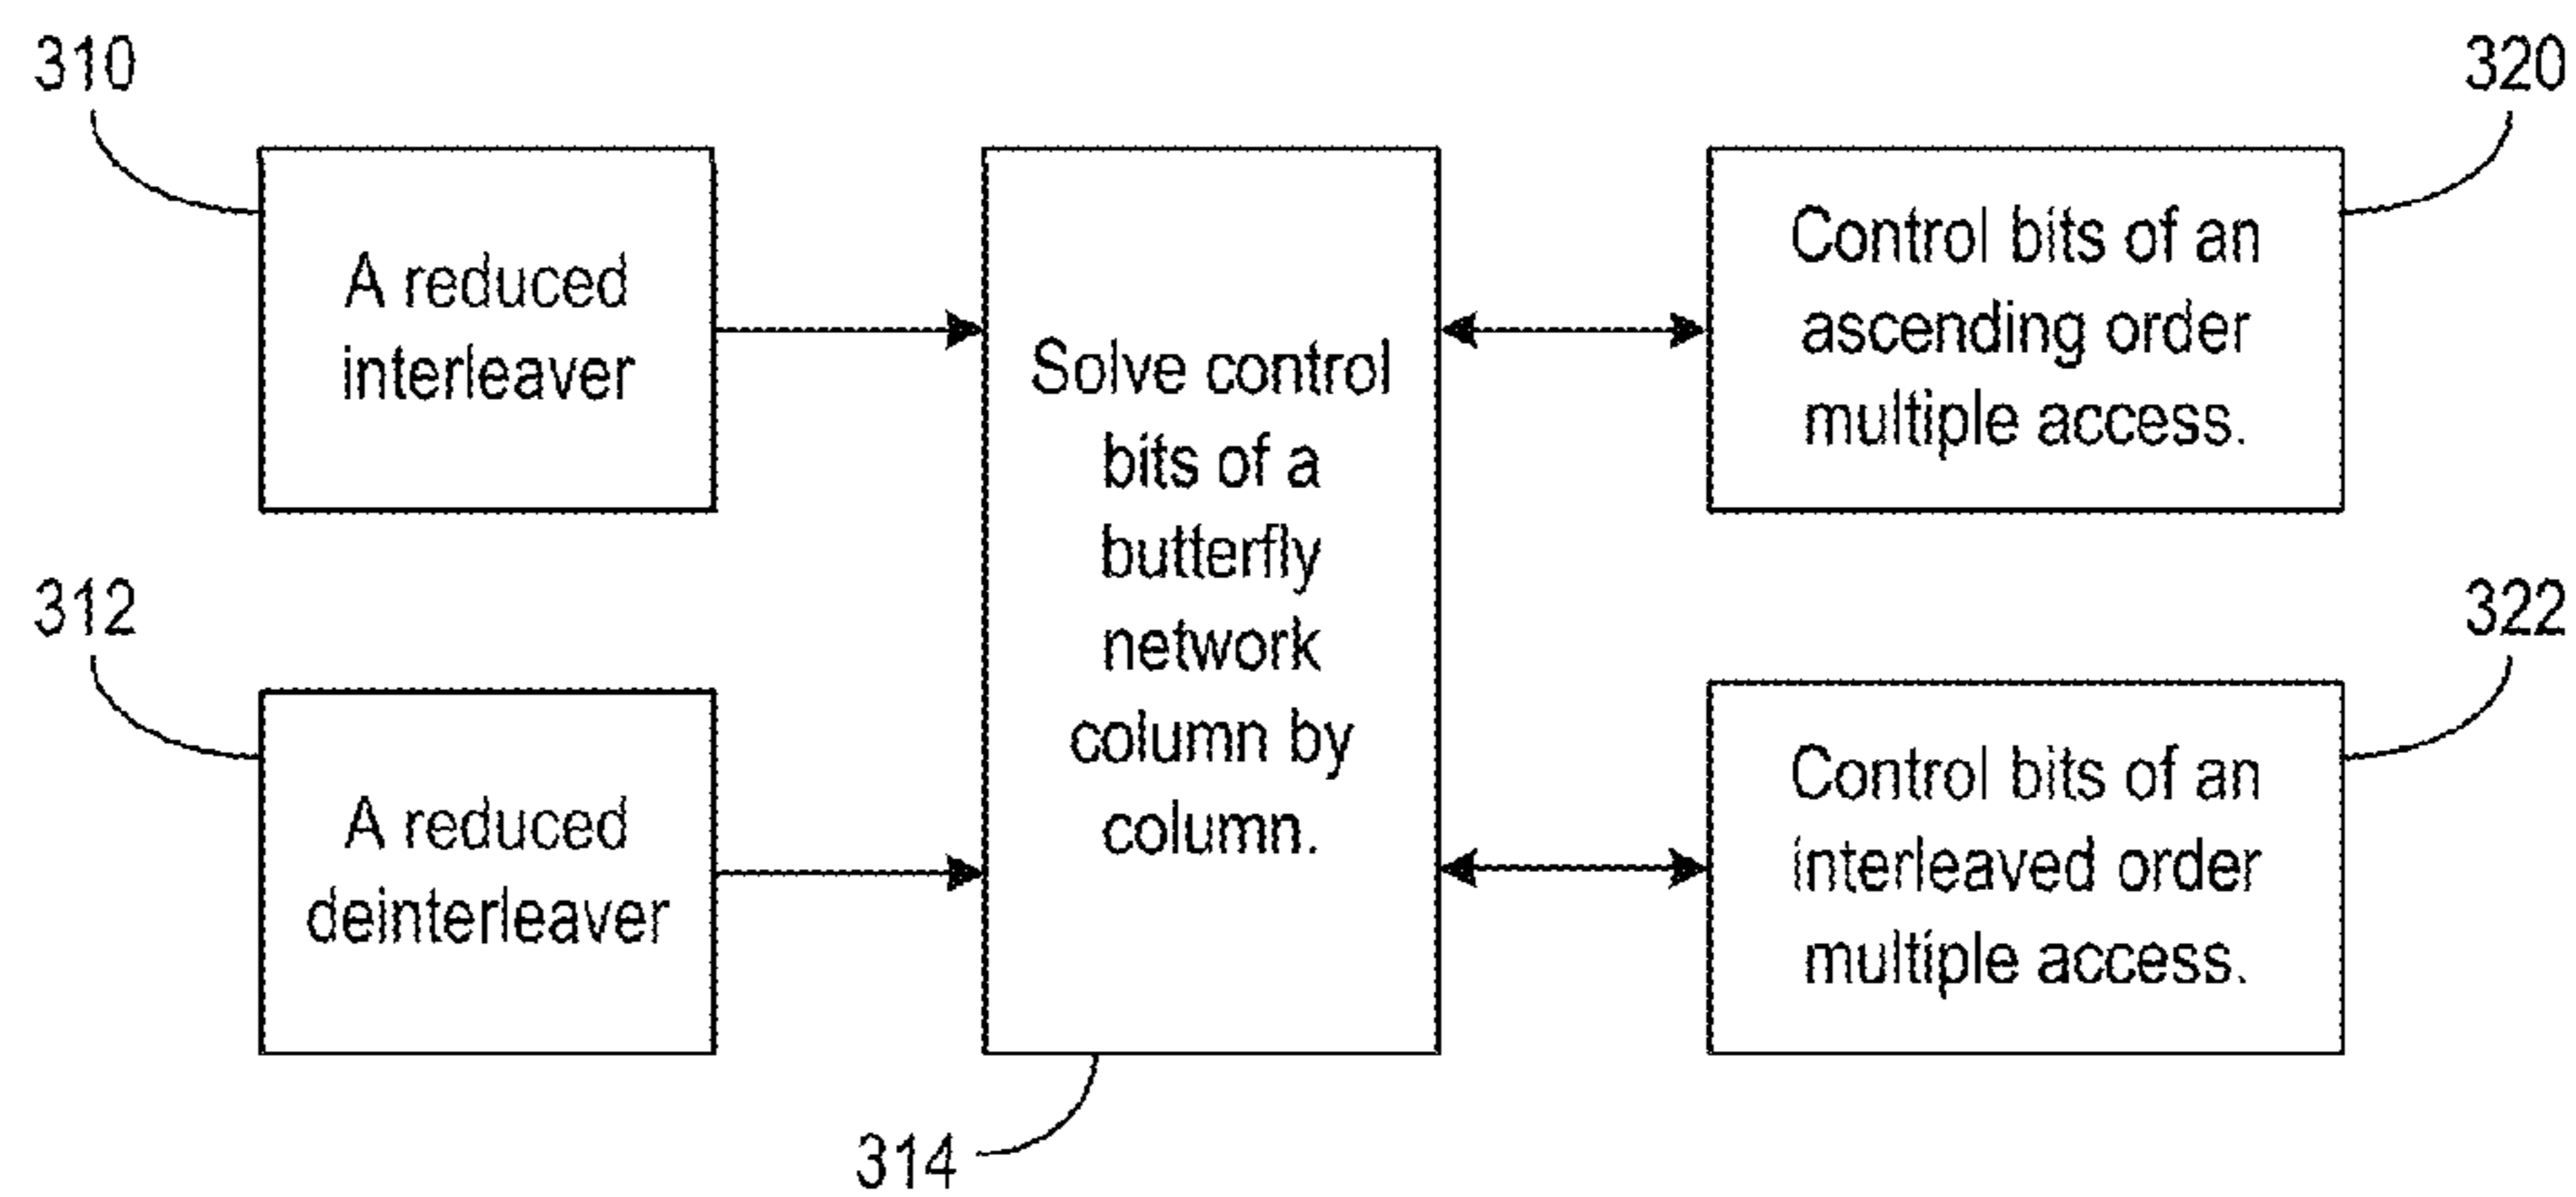 310
320
A reduced
interleaver
Solve control
bits of a
butterfly
network
column by
column.
Control bits of an
ascending order
multiple access.
312
322
A reduced
deinterleaver
Control bits of an
interleaved order
multiple access.
314